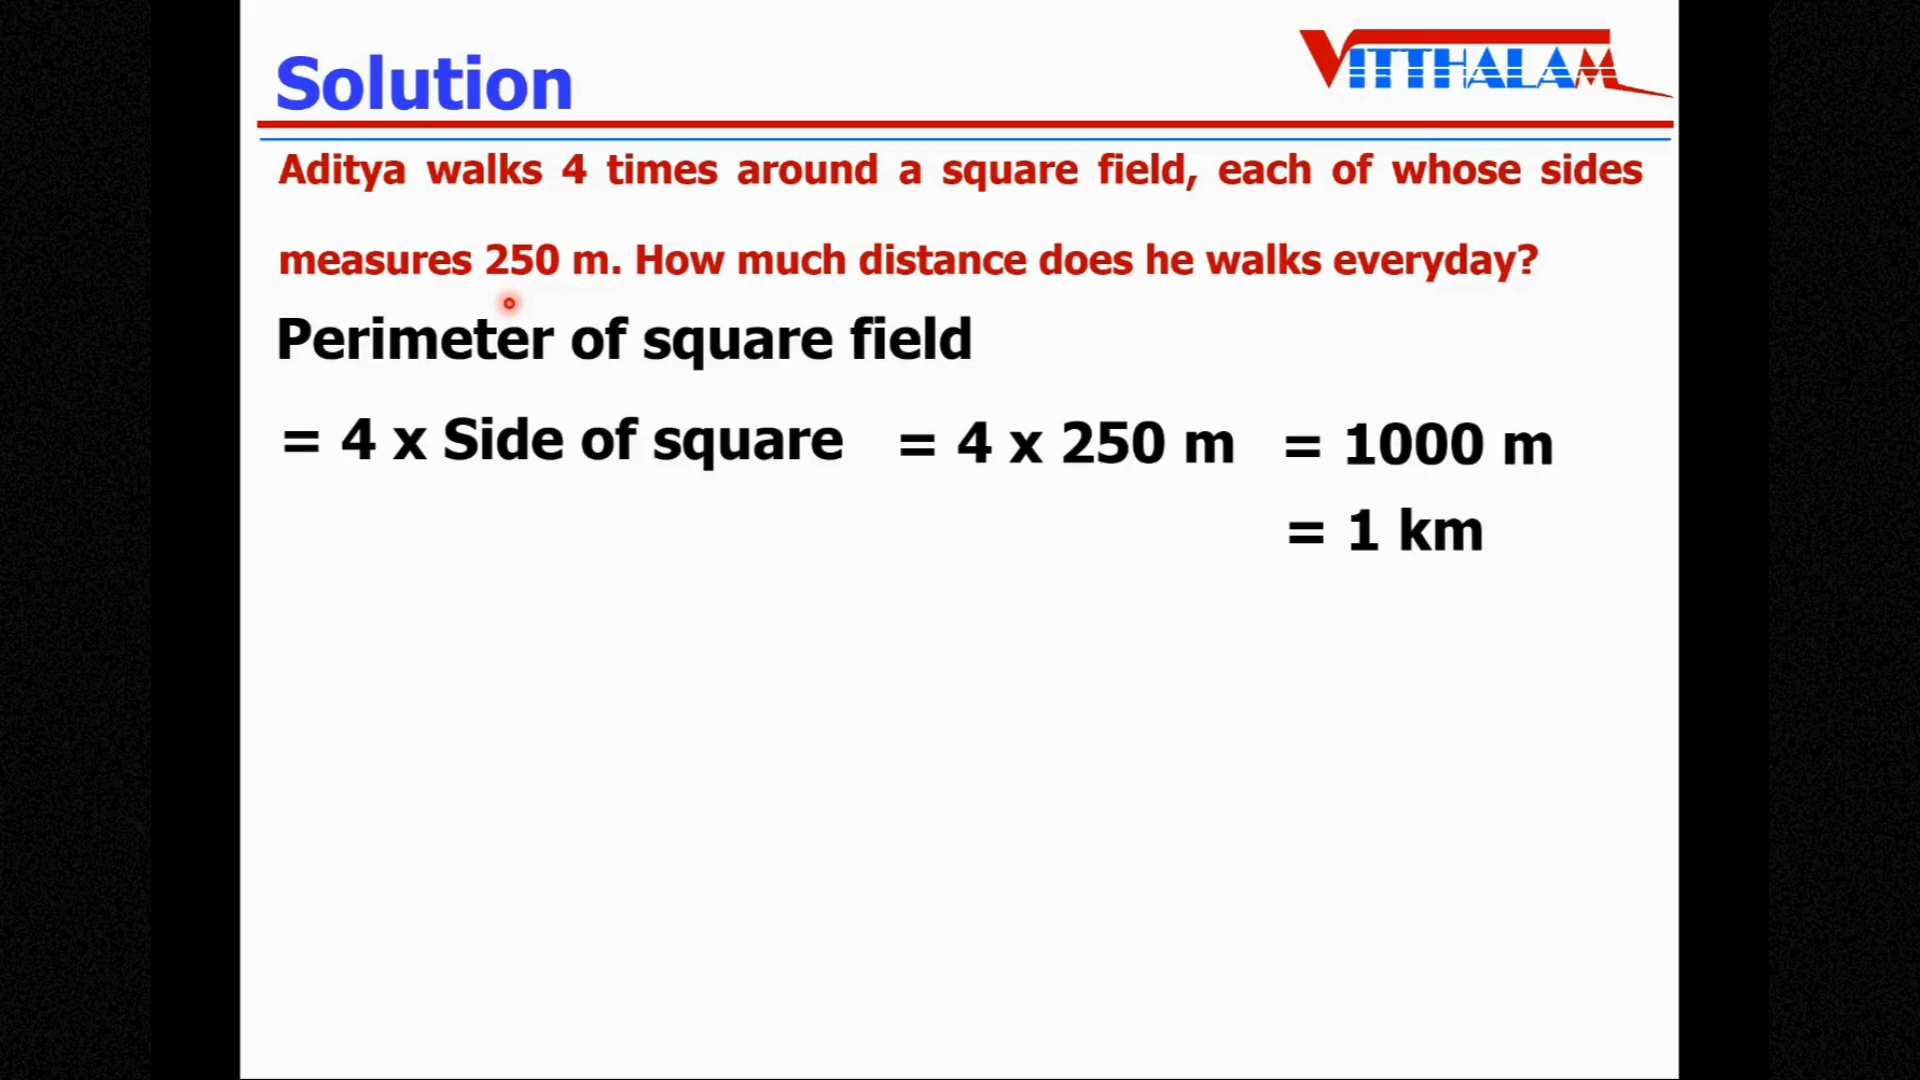 Solution
VITTHALAM
Aditya walks 4 times around a square field, each of whose sides
measures 250 m. How much distance does he walks everyday?
Perimeter of square field
= 4 x Side of square = 4 x 250 m = 1000 m
= 1 km